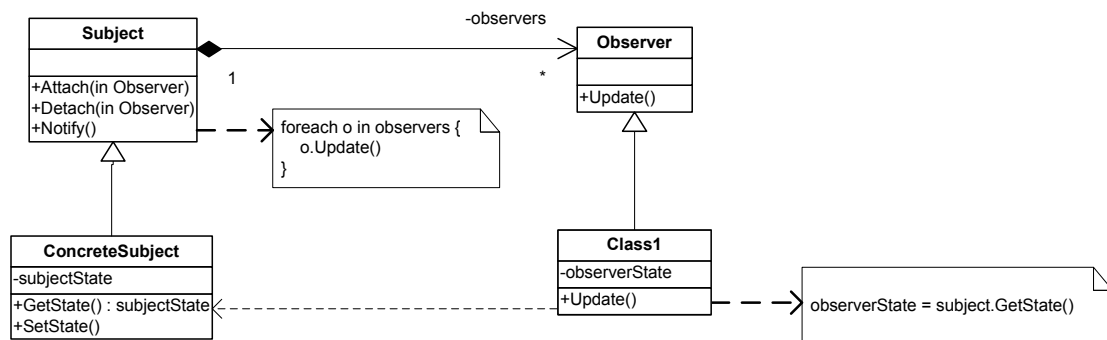 -observers
Subject
Observer
1
*
+Attach(in Observer)
+Detach(in Observer)
+Notify()
+Update()
foreach o in observers {
o.Update()
}
ConcreteSubject
-subjectState
+GetState() : subjectState
+SetState()
Class1
-observerState
+Update()
observerState = subject.GetState()